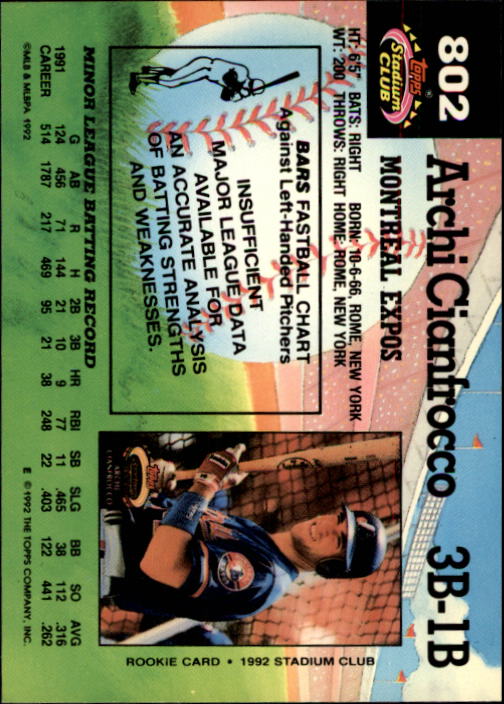 802
Topps®
Stadium
CLUB
Archi Cianfrocco 3B-1B
MONTREAL EXPOS
HT: 6'5" BATS: RIGHT BORN: 10-6-66, ROME, NEW YORK
WT: 200 THROWS: RIGHT HOME: ROME, NEW YORK
BARS FASTBALL CHART
Against Left-Handed Pitchers
INSUFFICIENT
MAJOR LEAGUE DATA
AVAILABLE FOR
AN ACCURATE ANALYSIS
OF BATTING STRENGTHS
AND WEAKNESSES.
Topps
Stadium
CLUB
ARCHI
CIANFROCCO
ROOKIE CARD • 1992 STADIUM CLUB
MINOR LEAGUE BATTING RECORD
G AB R H 2B 3B HR RBI SB SLG BB SO AVG
1991 124 456 71 144 21 10 9 77 11 .465 38 112 .316
CAREER 514 1787 217 469 95 21 38 248 22 .403 122 441 .262
©MLB & MLBPA 1992 E ©1992 THE TOPPS COMPANY, INC.